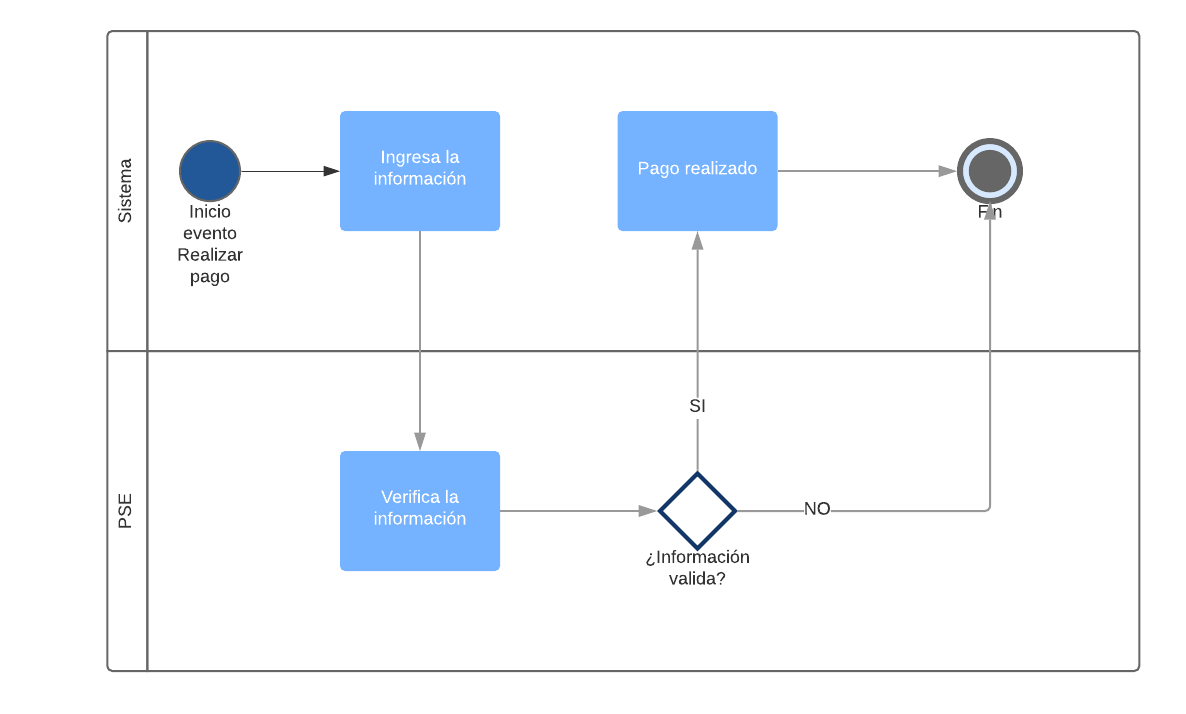 Sistema
Ingresa la
información
Pago realizado
Inicio
evento
Realizar
pago
Fin
SI
PSE
Verifica la
información
NO
¿Información
valida?